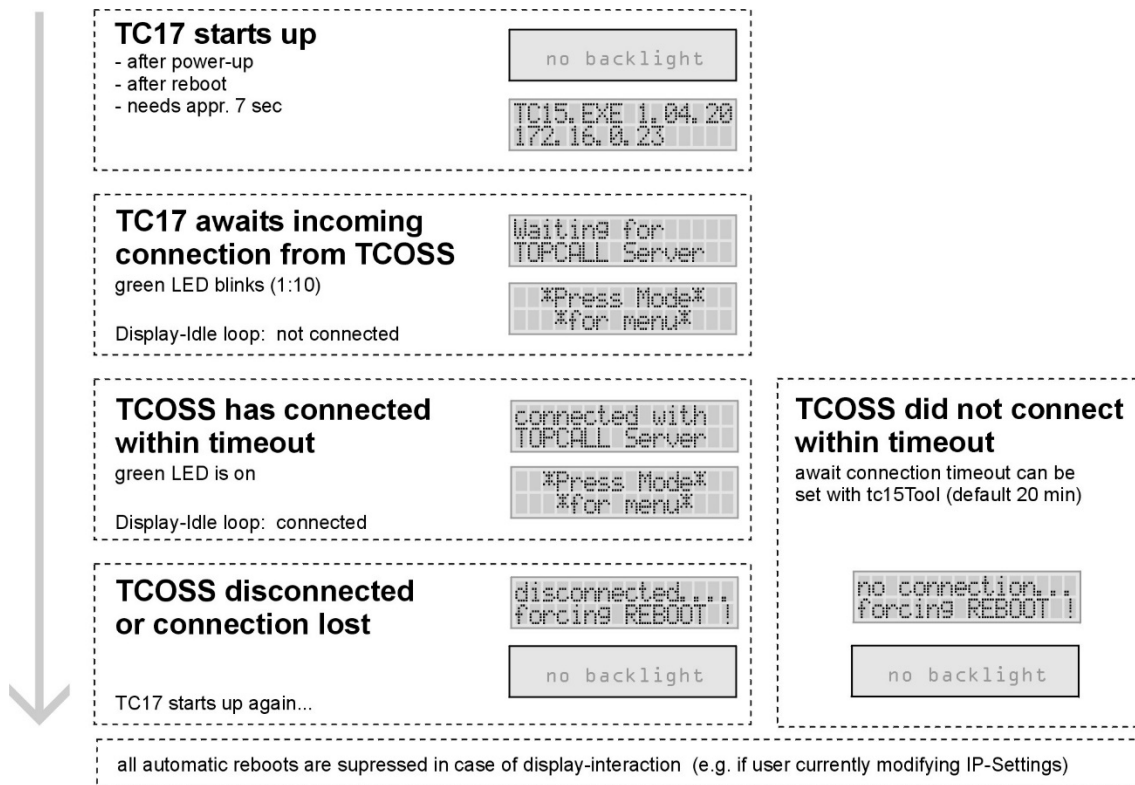 TC17 starts up
- after power-up
- after reboot
- needs appr. 7 sec
no backlight
TC15.EXE 1.04.20
172.16.0.23
TC17 awaits incoming
connection from TCOSS
green LED blinks (1:10)
Display-Idle loop: not connected
Waiting for
TOPCALL Server
*Press Mode*
*for menu*
TCOSS has connected
within timeout
green LED is on
Display-Idle loop: connected
connected with
TOPCALL Server
*Press Mode*
*for menu*
TCOSS did not connect
within timeout
await connection timeout can be
set with tc15Tool (default 20 min)
no connection...
forcing REBOOT !
no backlight
TCOSS disconnected
or connection lost
TC17 starts up again...
disconnected....
forcing REBOOT !
no backlight
all automatic reboots are supressed in case of display-interaction (e.g. if user currently modifying IP-Settings)